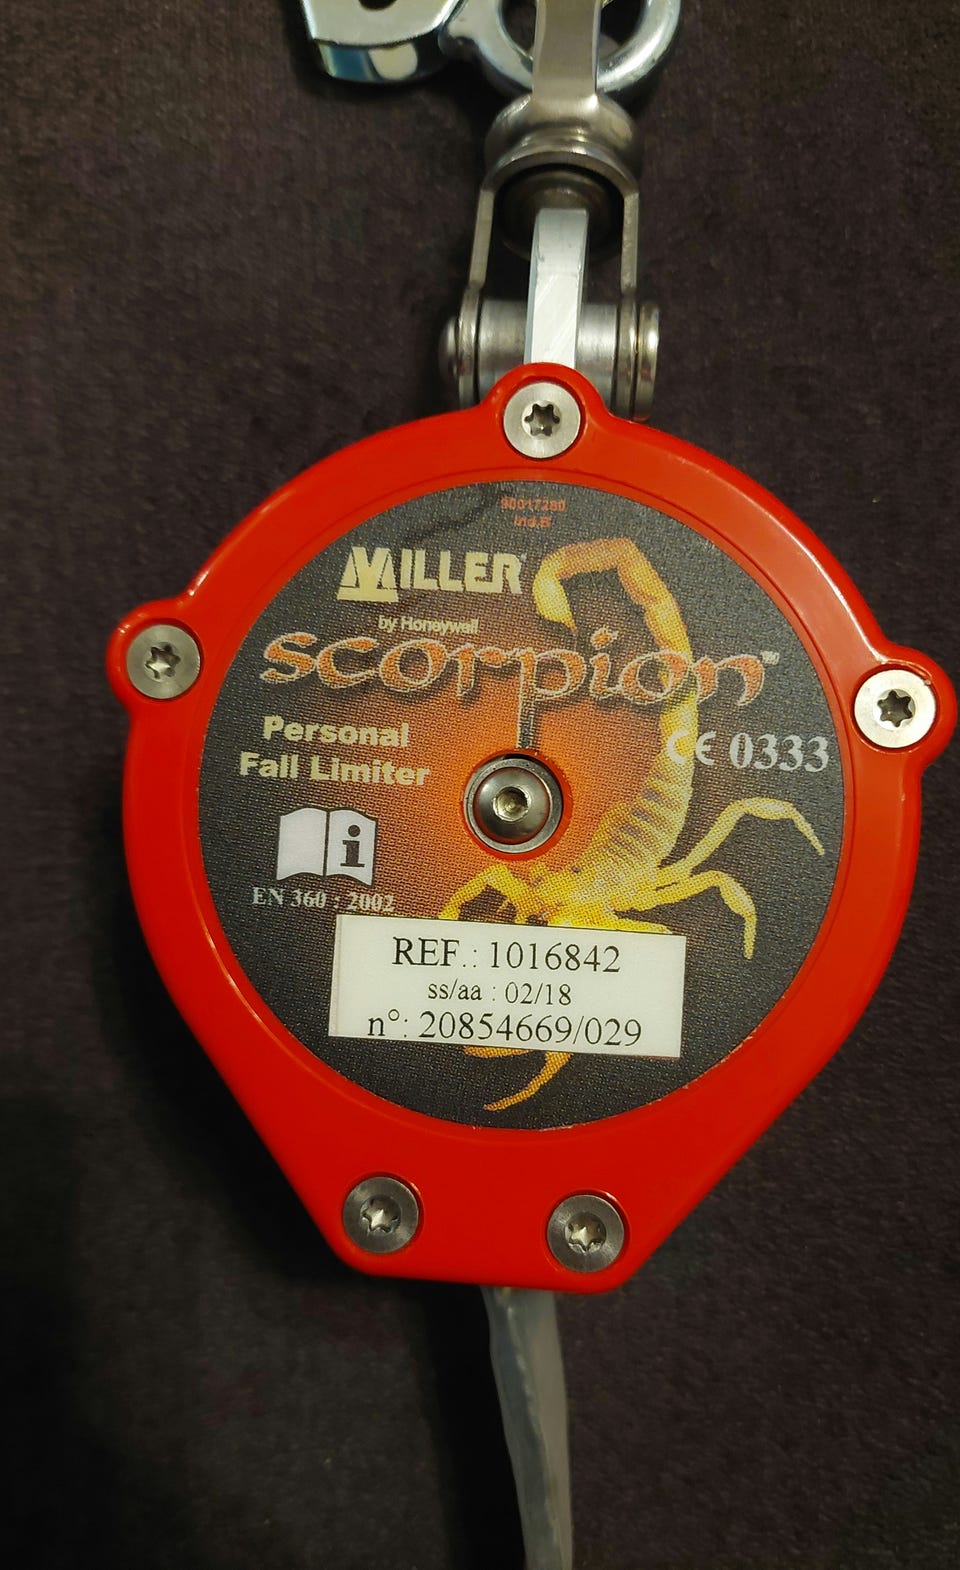 90017280
Ind.B
MILLER
by Honeywell
scorpion™
Personal
Fall Limiter
CE 0333
i
EN 360 : 2002
REF.: 1016842
ss/aa : 02/18
n°: 20854669/029